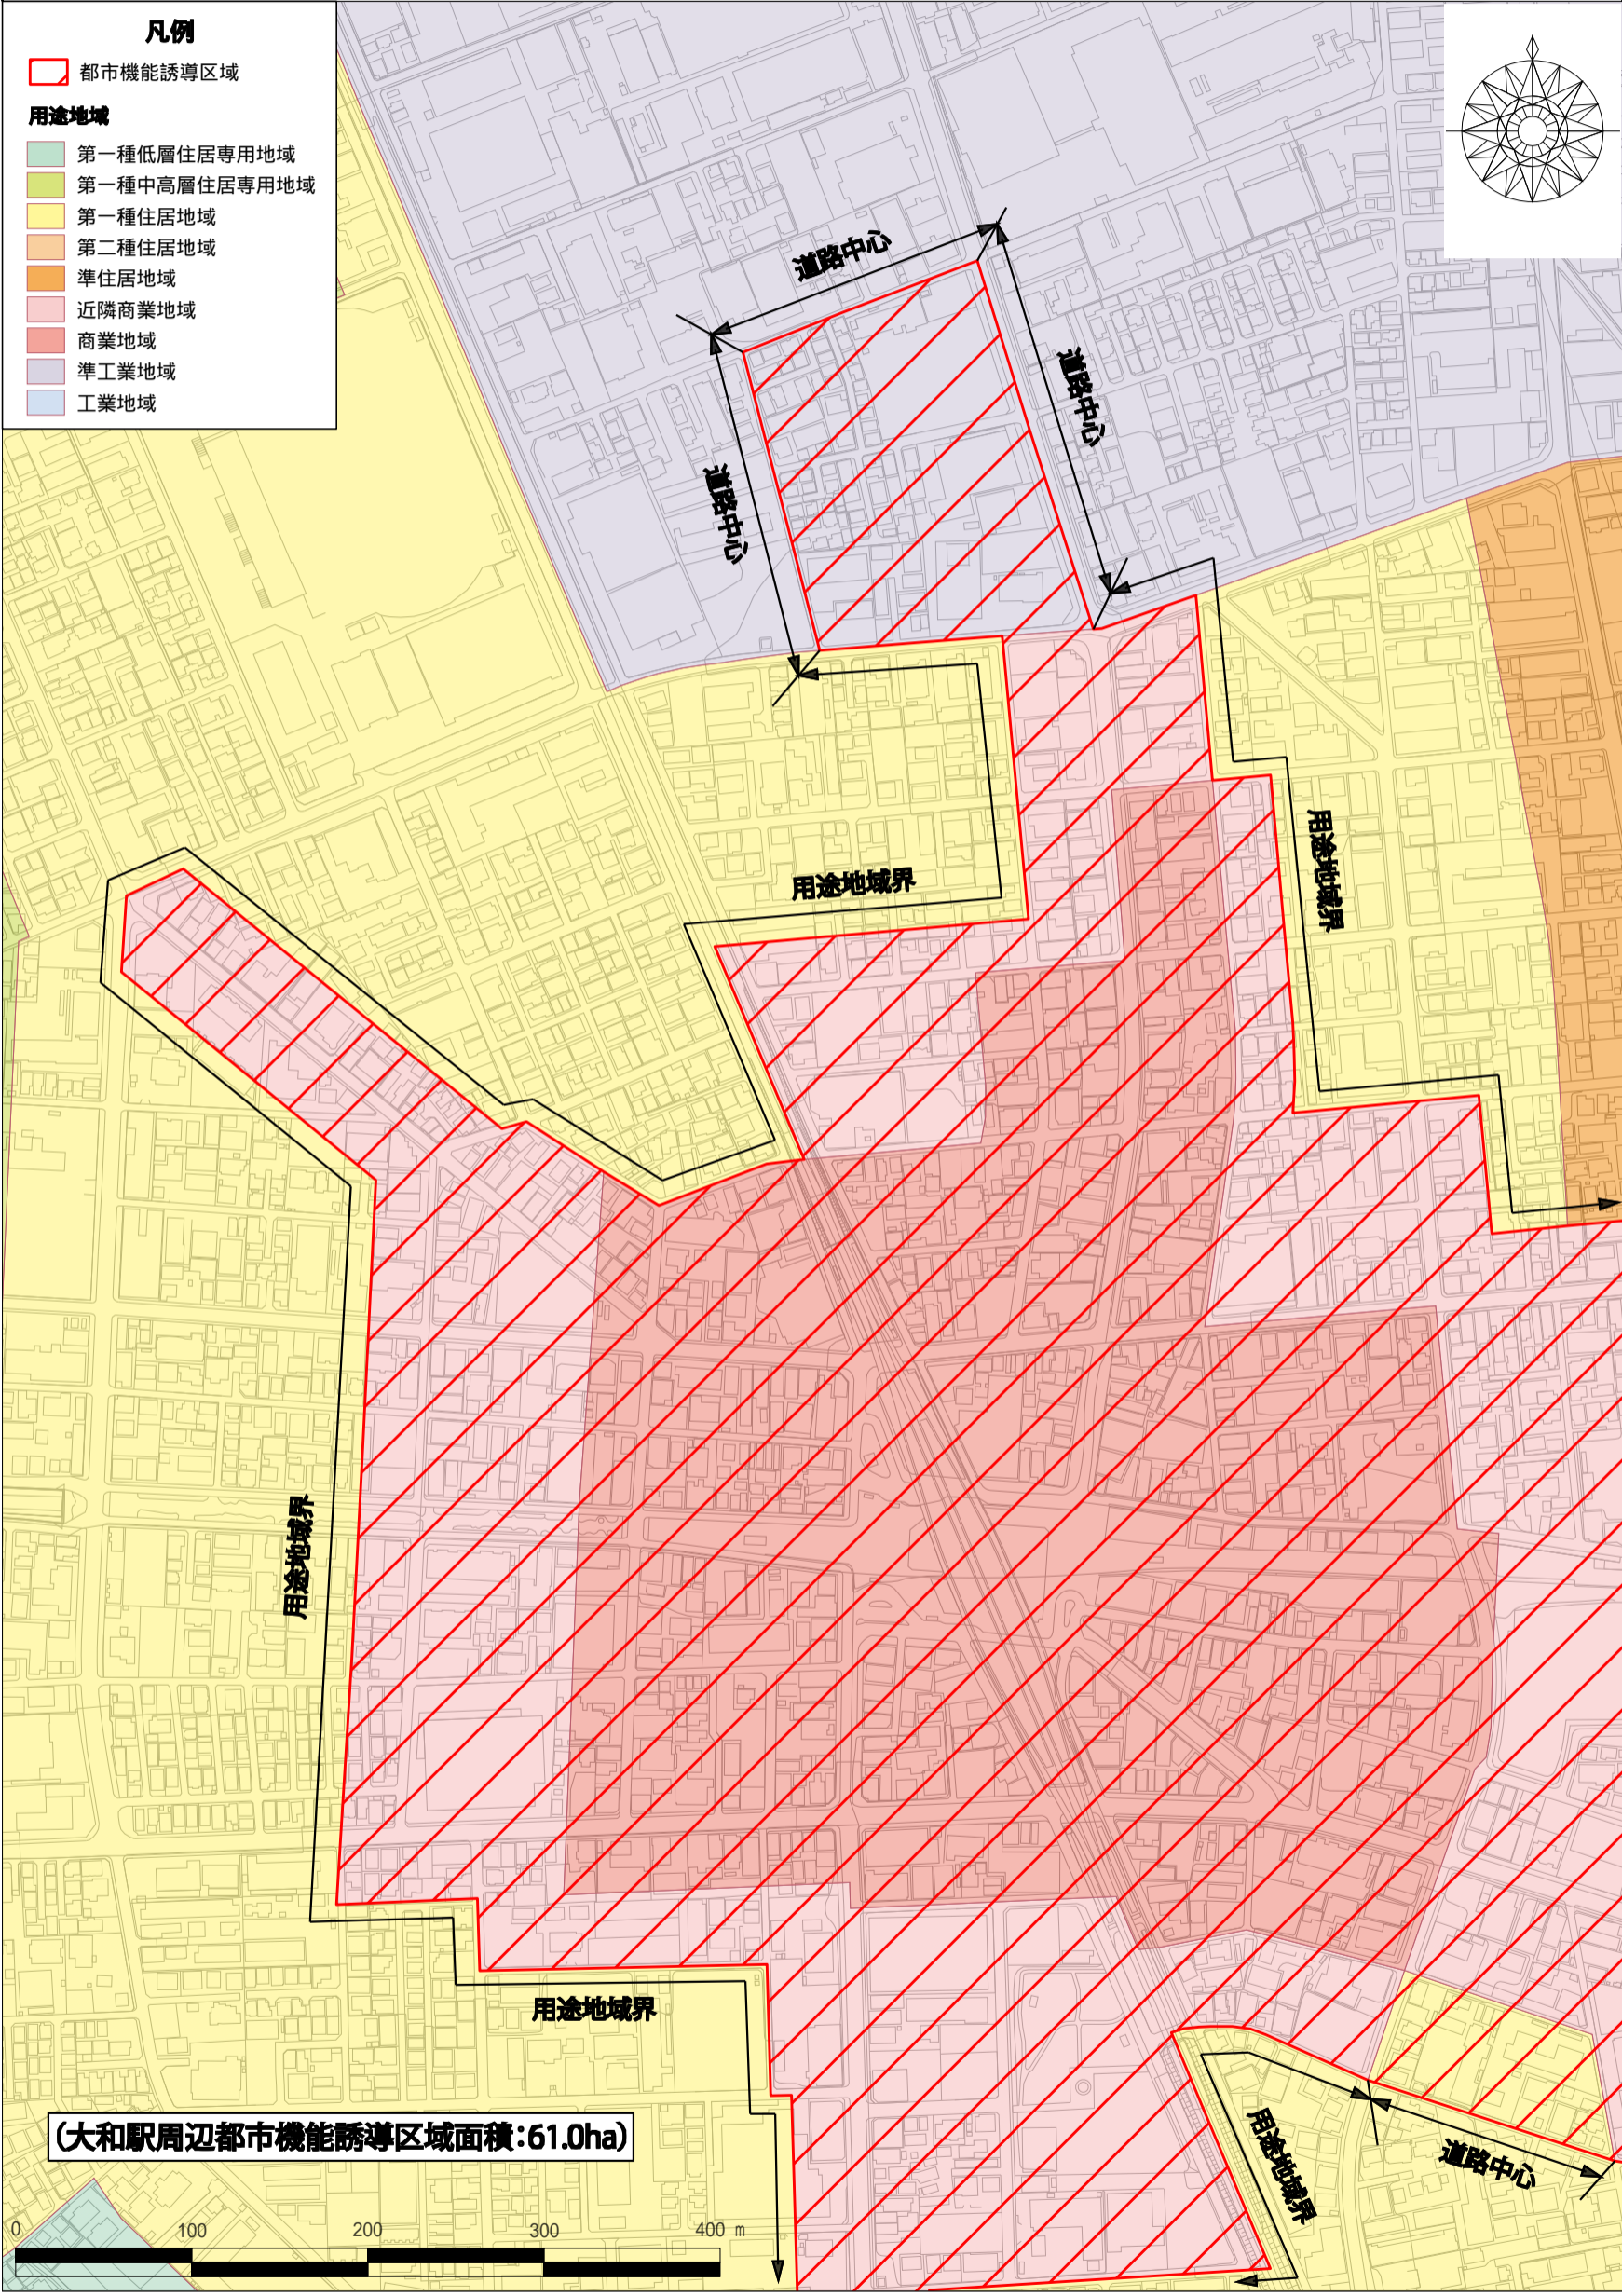 凡例
都市機能誘導区域
用途地域
第一種低層住居専用地域
第一種中高層住居専用地域
第一種住居地域
第二種住居地域
準住居地域
近隣商業地域
商業地域
準工業地域
工業地域
道路中心
道路中心
道路中心
用途地域界
用途地域界
用途地域界
用途地域界
用途地域界
道路中心
(大和駅周辺都市機能誘導区域面積:61.0ha)
0 100 200 300 400 m